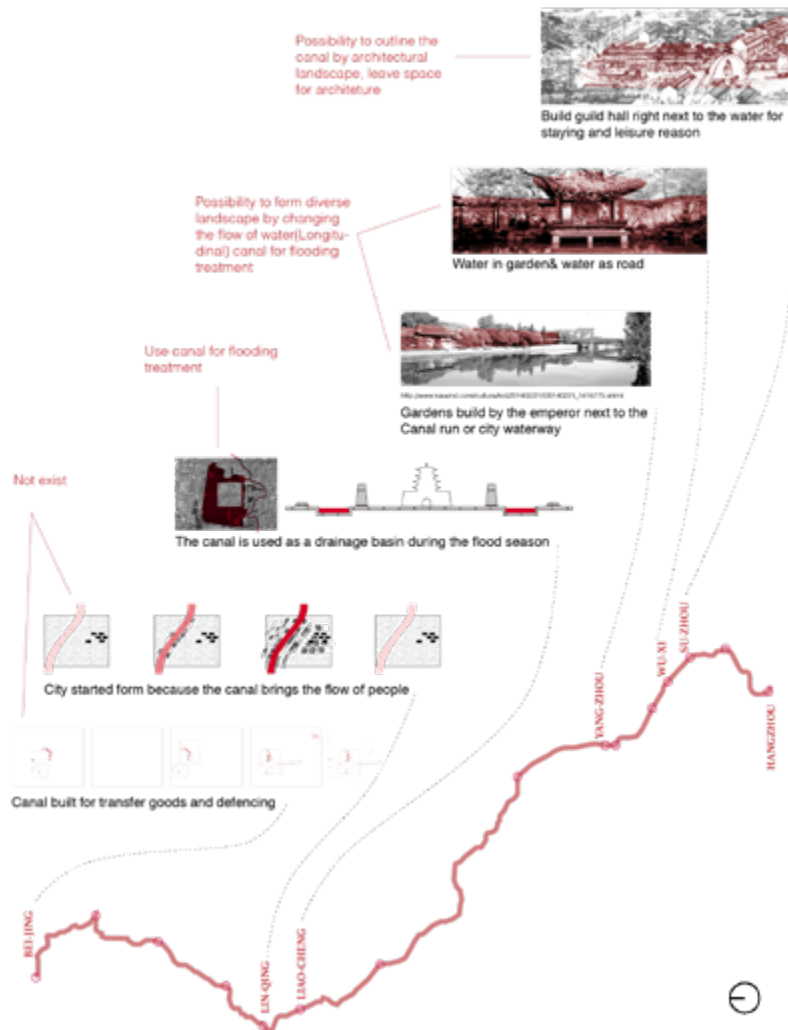 Possibility to outline the
canal by architectural
landscape, leave space
for architeture
Build guild hall right next to the water for
staying and leisure reason
Possibility to form diverse
landscape by changing
the flow of water(Longitu-
dinal) canal for flooding
treatment
Water in garden& water as road
Use canal for flooding
treatment
Gardens build by the emperor next to the
Canal run or city waterway
Not exist
The canal is used as a drainage basin during the flood season
City started form because the canal brings the flow of people
Canal built for transfer goods and defencing
BEI-JING
LIN-QING
LIAO-CHENG
YANG-ZHOU
WU-XI
SU-ZHOU
HANGZHOU